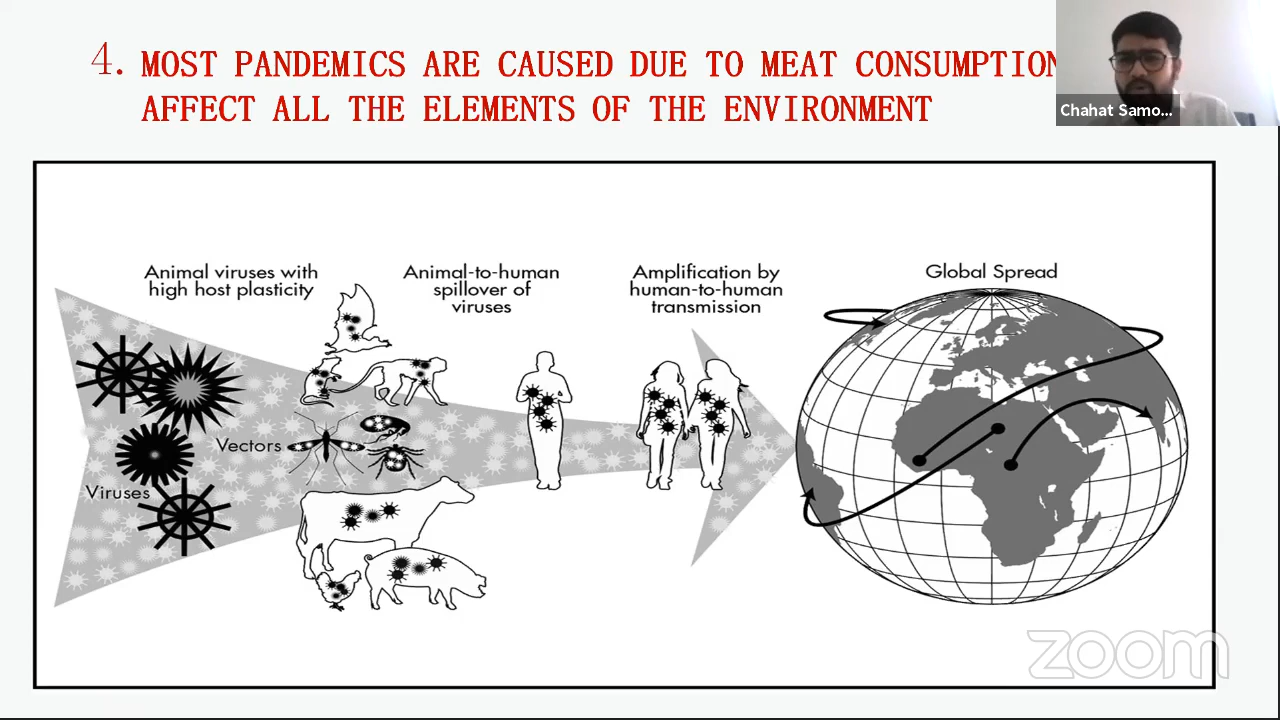 4. MOST PANDEMICS ARE CAUSED DUE TO MEAT CONSUMPTION
AFFECT ALL THE ELEMENTS OF THE ENVIRONMENT
Chahat Samo...
Animal viruses with
high host plasticity
Animal-to-human
spillover of
viruses
Amplification by
human-to-human
transmission
Global Spread
Vectors
Viruses
zoom